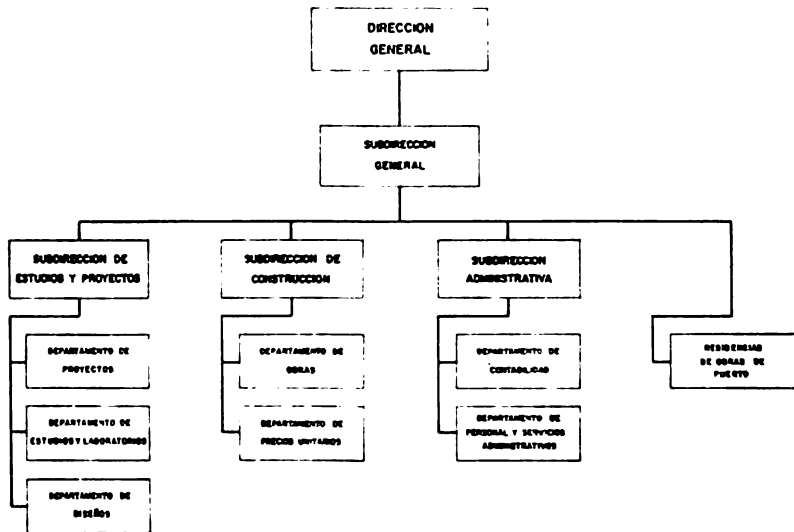 DIRECCION
GENERAL
SUBDIRECCION
GENERAL
SUBDIRECCION DE
ESTUDIOS Y PROYECTOS
SUBDIRECCION DE
CONSTRUCCION
SUBDIRECCION
ADMINISTRATIVA
DEPARTAMENTO DE
PROYECTOS
DEPARTAMENTO DE
OBRAS
DEPARTAMENTO DE
CONTABILIDAD
RESIDENCIAS
DE OBRAS DE
PUERTO
DEPARTAMENTO DE
ESTUDIOS Y LABORATORIOS
DEPARTAMENTO DE
PRECIOS UNITARIOS
DEPARTAMENTO DE
PERSONAL Y SERVICIOS
ADMINISTRATIVOS
DEPARTAMENTO DE
DISEÑOS